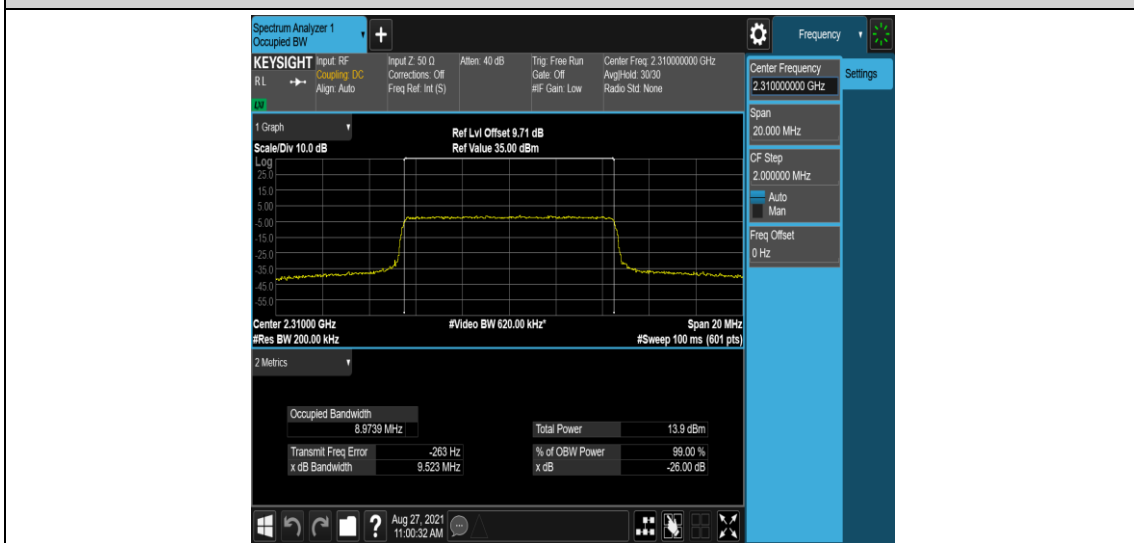 Spectrum Analyzer 1
Occupied BW
+
Frequency
KEYSIGHT
RL
LXI
Input: RF
Coupling: DC
Align: Auto
Input Z: 50 Ω
Corrections: Off
Freq Ref: Int (S)
Atten: 40 dB
Trig: Free Run
Gate: Off
#IF Gain: Low
Center Freq: 2.310000000 GHz
Avg|Hold: 30/30
Radio Std: None
Center Frequency
2.310000000 GHz
Settings
Span
20.000 MHz
CF Step
2.000000 MHz
Auto
Man
Freq Offset
0 Hz
1 Graph
Ref Lvl Offset 9.71 dB
Scale/Div 10.0 dB
Ref Value 35.00 dBm
Log
25.0
15.0
5.00
-5.00
-15.0
-25.0
-35.0
-45.0
-55.0
Center 2.31000 GHz
#Video BW 620.00 kHz*
Span 20 MHz
#Res BW 200.00 kHz
#Sweep 100 ms (601 pts)
2 Metrics
Occupied Bandwidth
8.9739 MHz
Total Power 13.9 dBm
Transmit Freq Error -263 Hz
% of OBW Power 99.00 %
x dB Bandwidth 9.523 MHz
x dB -26.00 dB
?
Aug 27, 2021
11:00:32 AM